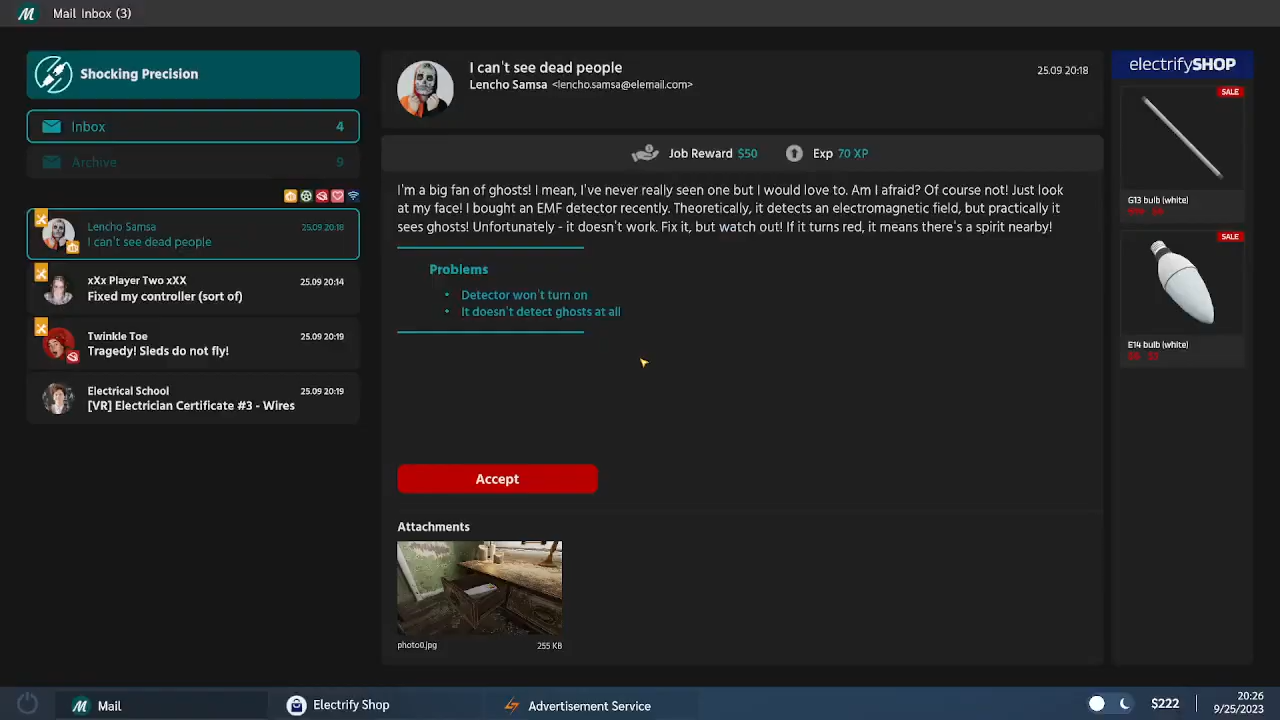 Mail Inbox (3)
Shocking Precision
Inbox 4
Archive 9
Lencho Samsa 25.09 20:18
I can't see dead people
xXx Player Two xXX 25.09 20:14
Fixed my controller (sort of)
Twinkle Toe 25.09 20:19
Tragedy! Sleds do not fly!
Electrical School 25.09 20:19
[VR] Electrician Certificate #3 - Wires
I can't see dead people 25.09 20:18
Lencho Samsa <lencho.samsa@elemail.com>
Job Reward $50 Exp 70 XP
I'm a big fan of ghosts! I mean, I've never really seen one but I would love to. Am I afraid? Of course not! Just look
at my face! I bought an EMF detector recently. Theoretically, it detects an electromagnetic field, but practically it
sees ghosts! Unfortunately - it doesn't work. Fix it, but watch out! If it turns red, it means there's a spirit nearby!
Problems
• Detector won't turn on
• It doesn't detect ghosts at all
Accept
Attachments
photo0.jpg 255 KB
electrifySHOP
SALE
G13 bulb (white)
SALE
E14 bulb (white)
Mail Electrify Shop Advertisement Service $222 20:26
9/25/2023